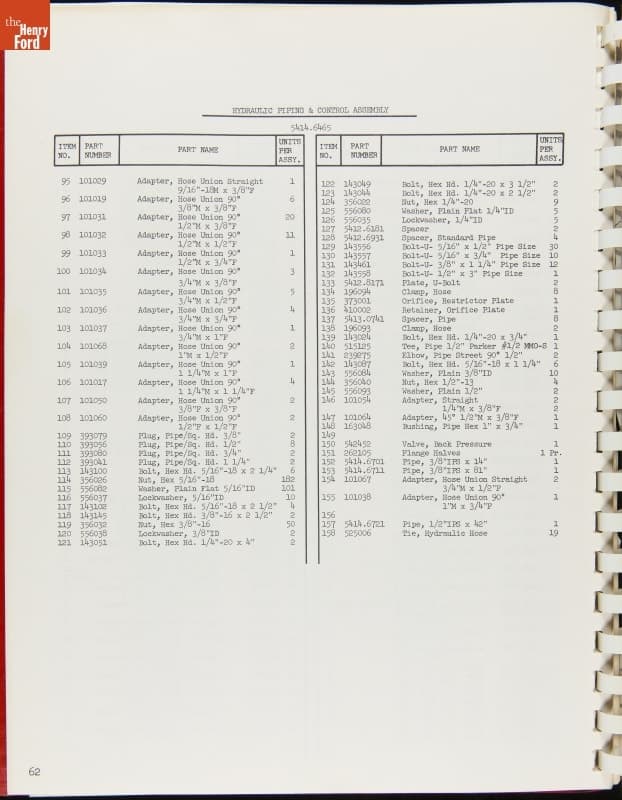 the
Henry
Ford
HYDRAULIC PIPING & CONTROL ASSEMBLY
5414.6465
ITEM NO. PART NUMBER PART NAME UNITS PER ASSY.
95 101029 Adapter, Hose Union Straight 1
9/16"-18M x 3/8"F
96 101019 Adapter, Hose Union 90° 6
3/8"M x 3/8"F
97 101031 Adapter, Hose Union 90° 20
1/2"M x 3/8"F
98 101032 Adapter, Hose Union 90° 11
1/2"M x 1/2"F
99 101033 Adapter, Hose Union 90° 1
1/2"M x 3/4"F
100 101034 Adapter, Hose Union 90° 3
3/4"M x 3/8"F
101 101035 Adapter, Hose Union 90° 5
3/4"M x 1/2"F
102 101036 Adapter, Hose Union 90° 4
3/4"M x 3/4"F
103 101037 Adapter, Hose Union 90° 1
3/4"M x 1"F
104 101068 Adapter, Hose Union 90° 2
1"M x 1/2"F
105 101039 Adapter, Hose Union 90° 1
1 1/4"M x 1"F
106 101017 Adapter, Hose Union 90° 4
1 1/4"M x 1 1/4"F
107 101050 Adapter, Hose Union 90° 2
3/8"P x 3/8"F
108 101060 Adapter, Hose Union 90° 2
1/2"P x 1/2"F
109 393079 Plug, Pipe/Sq. Hd. 3/8" 2
110 393056 Plug, Pipe/Sq. Hd. 1/2" 8
111 393080 Plug, Pipe/Sq. Hd. 3/4" 2
112 393041 Plug, Pipe/Sq. Hd. 1 1/4" 2
113 143100 Bolt, Hex Hd. 5/16"-18 x 2 1/4" 6
114 356026 Nut, Hex 5/16"-18 182
115 556082 Washer, Plain Flat 5/16"ID 101
116 556037 Lockwasher, 5/16"ID 10
117 143102 Bolt, Hex Hd. 5/16"-18 x 2 1/2" 4
118 143145 Bolt, Hex Hd. 3/8"-16 x 2 1/2" 2
119 356032 Nut, Hex 3/8"-16 50
120 556038 Lockwasher, 3/8"ID 2
121 143051 Bolt, Hex Hd. 1/4"-20 x 4" 2
ITEM NO. PART NUMBER PART NAME UNITS PER ASSY.
122 143049 Bolt, Hex Hd. 1/4"-20 x 3 1/2" 2
123 143044 Bolt, Hex Hd. 1/4"-20 x 2 1/2" 2
124 356022 Nut, Hex 1/4"-20 9
125 556080 Washer, Plain Flat 1/4"ID 5
126 556035 Lockwasher, 1/4"ID 5
127 5412.6181 Spacer 2
128 5412.6931 Spacer, Standard Pipe 4
129 143556 Bolt-U- 5/16" x 1/2" Pipe Size 30
130 143557 Bolt-U- 5/16" x 3/4" Pipe Size 10
131 143461 Bolt-U- 3/8" x 1 1/4" Pipe Size 12
132 143558 Bolt-U- 1/2" x 3" Pipe Size 1
133 5412.8171 Plate, U-Bolt 2
134 196094 Clamp, Hose 8
135 373001 Orifice, Restrictor Plate 1
136 410002 Retainer, Orifice Plate 1
137 5413.0741 Spacer, Pipe 8
138 196093 Clamp, Hose 2
139 143024 Bolt, Hex Hd. 1/4"-20 x 3/4" 1
140 515125 Tee, Pipe 1/2" Parker #1/2 MMO-S 1
141 239275 Elbow, Pipe Street 90° 1/2" 2
142 143087 Bolt, Hex Hd. 5/16"-18 x 1 1/4" 6
143 556084 Washer, Plain 3/8"ID 10
144 356040 Nut, Hex 1/2"-13 4
145 556093 Washer, Plain 1/2" 2
146 101054 Adapter, Straight 2
1/4"M x 3/8"F 2
147 101064 Adapter, 45° 1/2"M x 3/8"F 1
148 163048 Bushing, Pipe Hex 1" x 3/4" 1
149
150 542452 Valve, Back Pressure 1
151 262105 Flange Halves 1 Pr.
152 5414.6701 Pipe, 3/8"IPS x 14" 1
153 5414.6711 Pipe, 3/8"IPS x 81" 1
154 101067 Adapter, Hose Union Straight 2
3/4"M x 1/2"P
155 101038 Adapter, Hose Union 90° 1
1"M x 3/4"P
156
157 5414.6721 Pipe, 1/2"IPS x 42" 1
158 525006 Tie, Hydraulic Hose 19
62